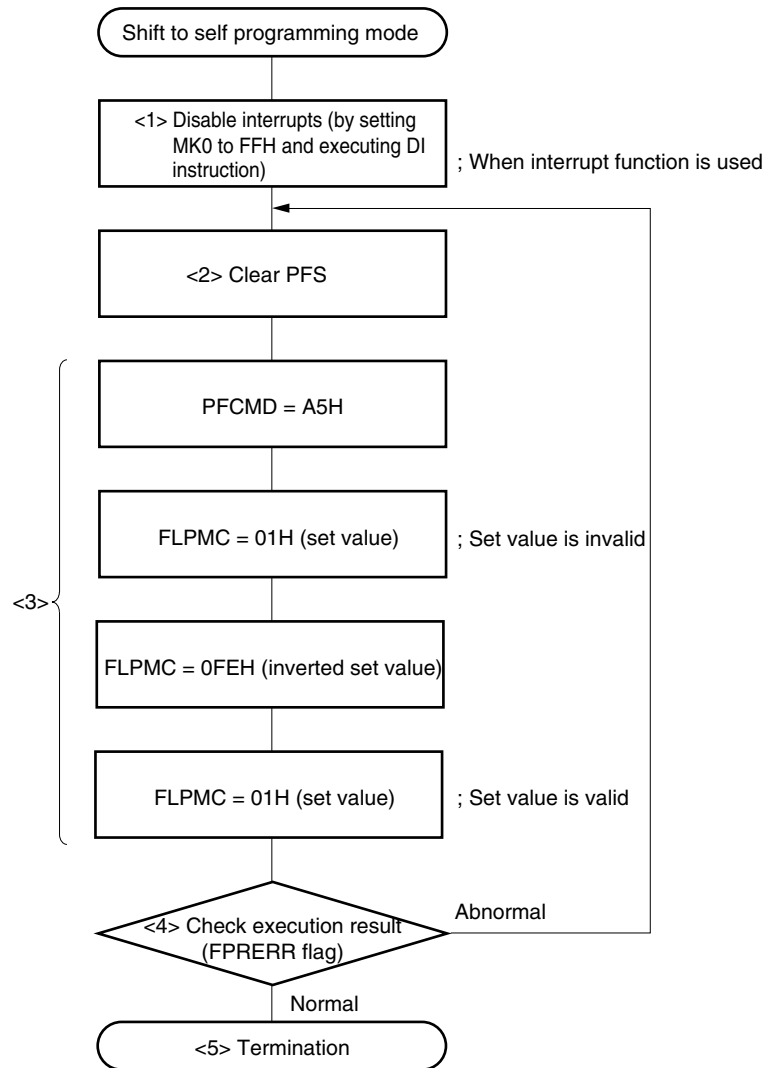 Shift to self programming mode
<1> Disable interrupts (by setting
MK0 to FFH and executing DI
instruction)
; When interrupt function is used
<2> Clear PFS
PFCMD = A5H
FLPMC = 01H (set value)
; Set value is invalid
<3>
FLPMC = 0FEH (inverted set value)
FLPMC = 01H (set value)
; Set value is valid
<4> Check execution result
(FPRERR flag)
Abnormal
Normal
<5> Termination